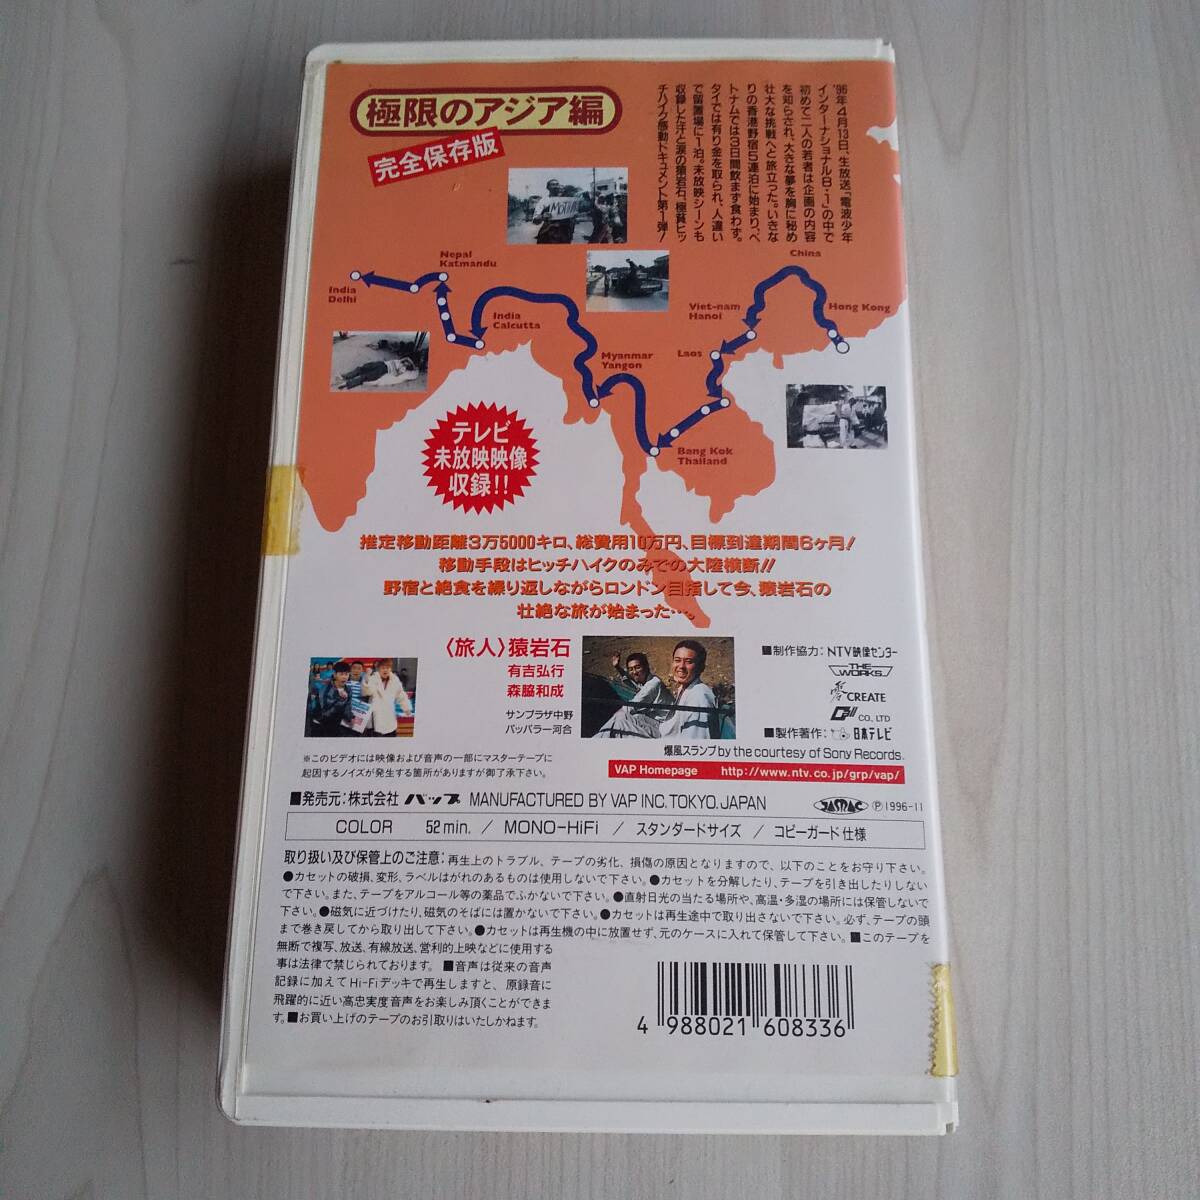 極限のアジア編
完全保存版
'96年4月13日、生放送「電波少年
インターナショナル8・1」の中で
初めて二人の若者は企画の内容
を知らされ、大きな夢を胸に秘め
壮大な挑戦へと旅立った。いきな
りの香港野宿5連泊に始まり、ベ
トナムでは3日間飲まず食わず。
タイでは有り金を取られ、人違い
で留置場に1泊。未放映シーンも
収録した汗と涙の猿岩石、極貧ヒッ
チハイク感動ドキュメント第1弾!
Nepal
Katmandu
India
Delhi
India
Calcutta
Myanmar
Yangon
China
Viet-nam
Hanoi
Hong Kong
Laos
Bang Kok
Thailand
テレビ
未放映映像
収録!!
推定移動距離3万5000キロ、総費用10万円、目標到達期間6ヶ月!
移動手段はヒッチハイクのみでの大陸横断!!
野宿と絶食を繰り返しながらロンドン目指して今、猿岩石の
壮絶な旅が始まった…。
〈旅人〉猿岩石
有吉弘行
森脇和成
サンプラザ中野
パッパラー河合
■制作協力:NTV映像センター
THE WORKS
零CREATE
Call CO., LTD
■製作著作: 日本テレビ
爆風スランプ by the courtesy of Sony Records.
VAP Homepage http://www.ntv.co.jp/grp/vap/
※このビデオには映像および音声の一部にマスターテープに
起因するノイズが発生する箇所がありますが御了承下さい。
■発売元:株式会社バップ MANUFACTURED BY VAP INC. TOKYO. JAPAN JASRAC Ⓟ1996-11
COLOR 52min. / MONO-HiFi / スタンダードサイズ / コピーガード仕様
取り扱い及び保管上のご注意:再生上のトラブル、テープの劣化、損傷の原因となりますので、以下のことをお守り下さい。
●カセットの破損、変形、ラベルはがれのあるものは使用しないで下さい。●カセットを分解したり、テープを引き出したりしない
で下さい。また、テープをアルコール等の薬品でふかないで下さい。●直射日光の当たる場所や、高温・多湿の場所には保管しないで
下さい。●磁気に近づけたり、磁気のそばには置かないで下さい。●カセットは再生途中で取り出さないで下さい。必ず、テープの頭
まで巻き戻してから取り出して下さい。●カセットは再生機の中に放置せず、元のケースに入れて保管して下さい。■このテープを
無断で複写、放送、有線放送、営利的上映などに使用する
事は法律で禁じられております。■音声は従来の音声
記録に加えてHi-Fiデッキで再生しますと、原録音に
飛躍的に近い高忠実度音声をお楽しみ頂くことができま
す。■お買い上げのテープのお引取りはいたしかねます。
4 988021 608336